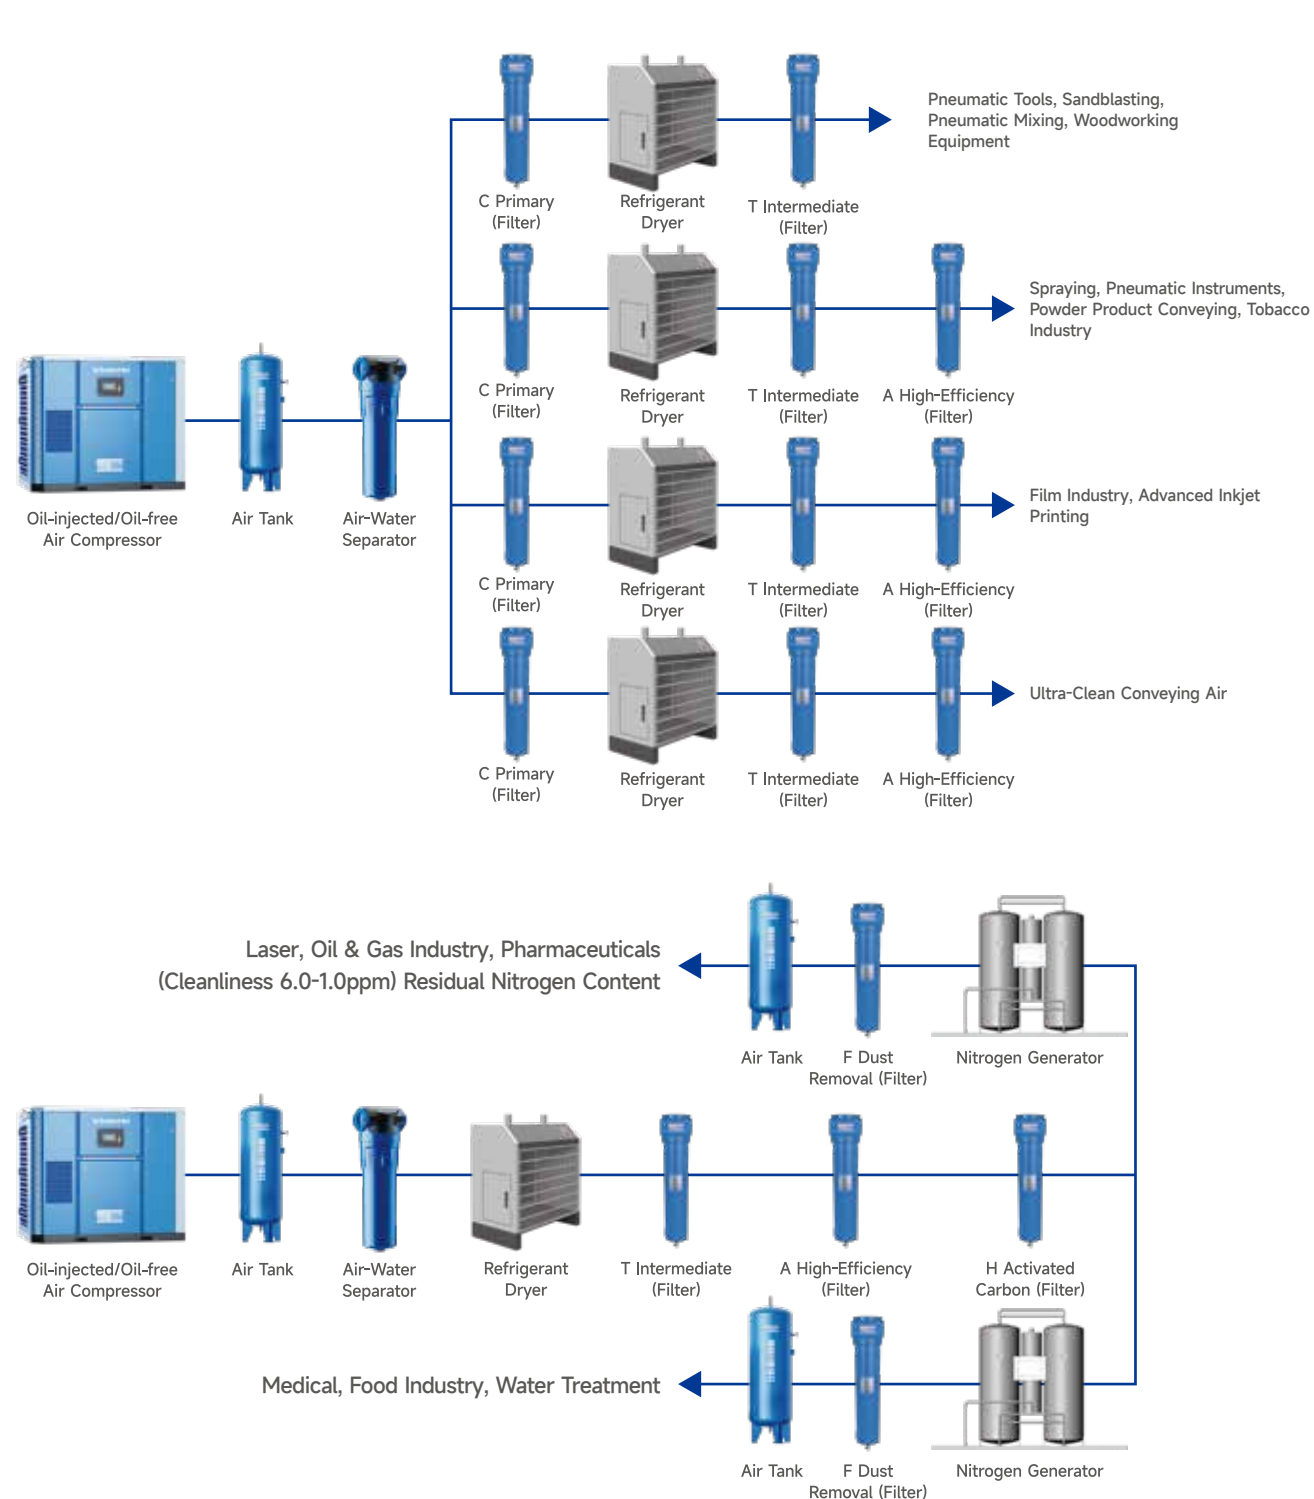 Pneumatic Tools, Sandblasting,
Pneumatic Mixing, Woodworking
Equipment
C Primary
(Filter)
Refrigerant
Dryer
T Intermediate
(Filter)
Spraying, Pneumatic Instruments,
Powder Product Conveying, Tobacco
Industry
C Primary
(Filter)
Refrigerant
Dryer
T Intermediate
(Filter)
A High-Efficiency
(Filter)
Oil-injected/Oil-free
Air Compressor
Air Tank
Air-Water
Separator
Film Industry, Advanced Inkjet
Printing
C Primary
(Filter)
Refrigerant
Dryer
T Intermediate
(Filter)
A High-Efficiency
(Filter)
Ultra-Clean Conveying Air
C Primary
(Filter)
Refrigerant
Dryer
T Intermediate
(Filter)
A High-Efficiency
(Filter)
Laser, Oil & Gas Industry, Pharmaceuticals
(Cleanliness 6.0-1.0ppm) Residual Nitrogen Content
Air Tank
F Dust
Removal (Filter)
Nitrogen Generator
Oil-injected/Oil-free
Air Compressor
Air Tank
Air-Water
Separator
Refrigerant
Dryer
T Intermediate
(Filter)
A High-Efficiency
(Filter)
H Activated
Carbon (Filter)
Medical, Food Industry, Water Treatment
Air Tank
F Dust
Removal (Filter)
Nitrogen Generator